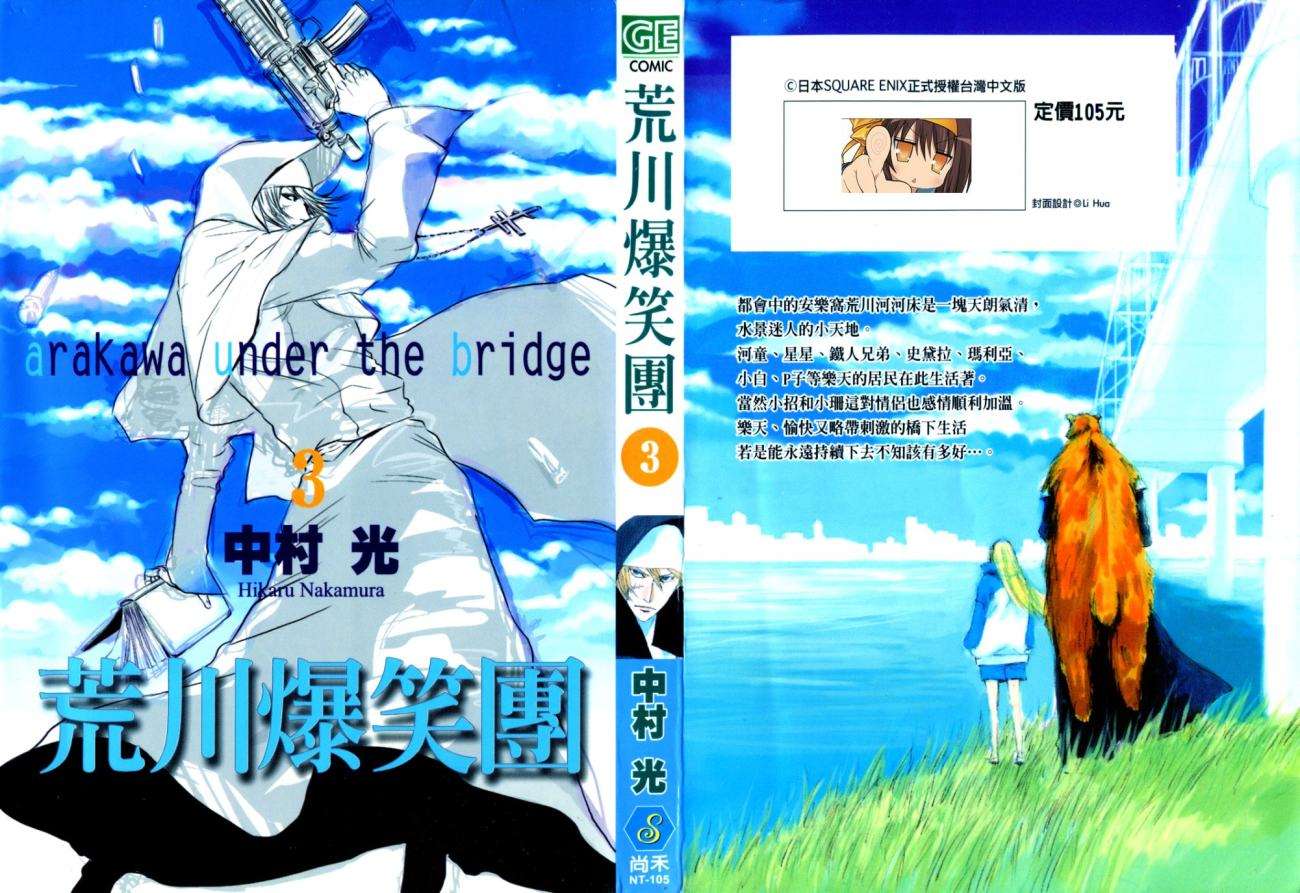 arakawa under the bridge
3
中村 光
Hikaru Nakamura
荒川爆笑團
GE
COMIC
荒川爆笑團
3
中村 光
S
尚禾
NT-105
©日本SQUARE ENIX正式授權台灣中文版
定價105元
封面設計◎Li Hua
都會中的安樂窩荒川河河床是一塊天朗氣清，
水景迷人的小天地。
河童、星星、鐵人兄弟、史黛拉、瑪利亞、
小白、P子等樂天的居民在此生活著。
當然小招和小珊這對情侶也感情順利加溫。
樂天、愉快又略帶刺激的橋下生活
若是能永遠持續下去不知該有多好…。